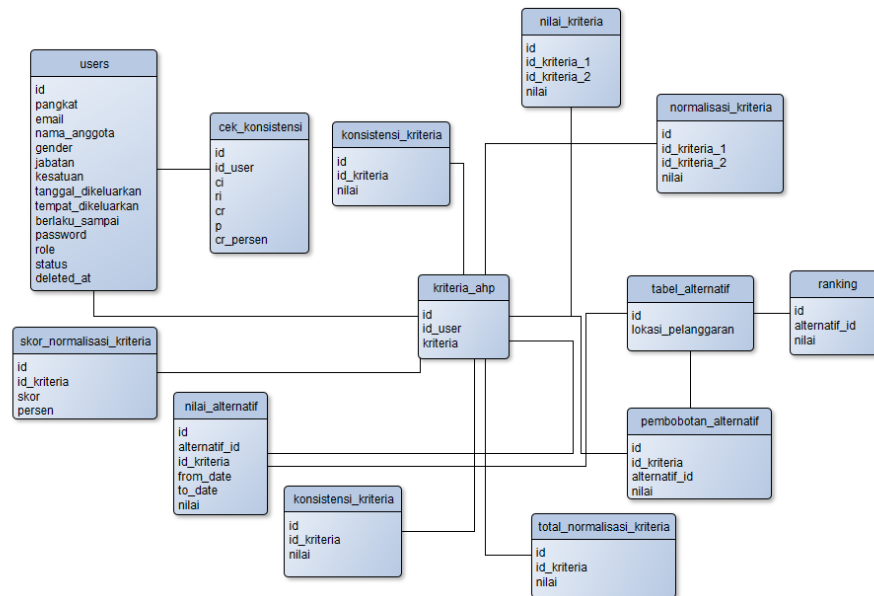 nilai_kriteria
id
id_kriteria_1
id_kriteria_2
nilai
users
id
pangkat
email
nama_anggota
gender
jabatan
kesatuan
tanggal_dikeluarkan
tempat_dikeluarkan
berlaku_sampai
password
role
status
deleted_at
cek_konsistensi
id
id_user
ci
ri
cr
p
cr_persen
konsistensi_kriteria
id
id_kriteria
nilai
normalisasi_kriteria
id
id_kriteria_1
id_kriteria_2
nilai
kriteria_ahp
id
id_user
kriteria
tabel_alternatif
id
lokasi_pelanggaran
ranking
id
alternatif_id
nilai
skor_normalisasi_kriteria
id
id_kriteria
skor
persen
nilai_alternatif
id
alternatif_id
id_kriteria
from_date
to_date
nilai
pembobotan_alternatif
id
id_kriteria
alternatif_id
nilai
konsistensi_kriteria
id
id_kriteria
nilai
total_normalisasi_kriteria
id
id_kriteria
nilai